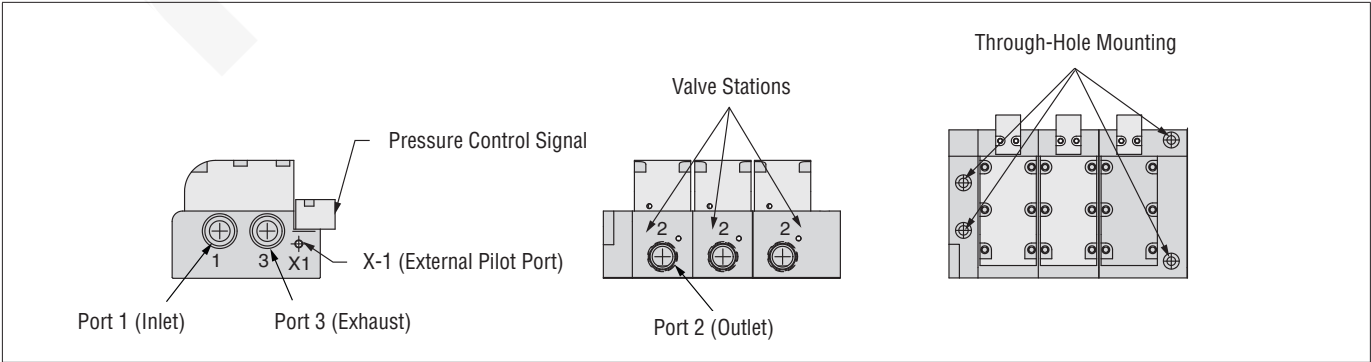 Through-Hole Mounting
Valve Stations
Pressure Control Signal
2 2 2
1 3 X1
X-1 (External Pilot Port)
Port 1 (Inlet)
Port 3 (Exhaust)
Port 2 (Outlet)